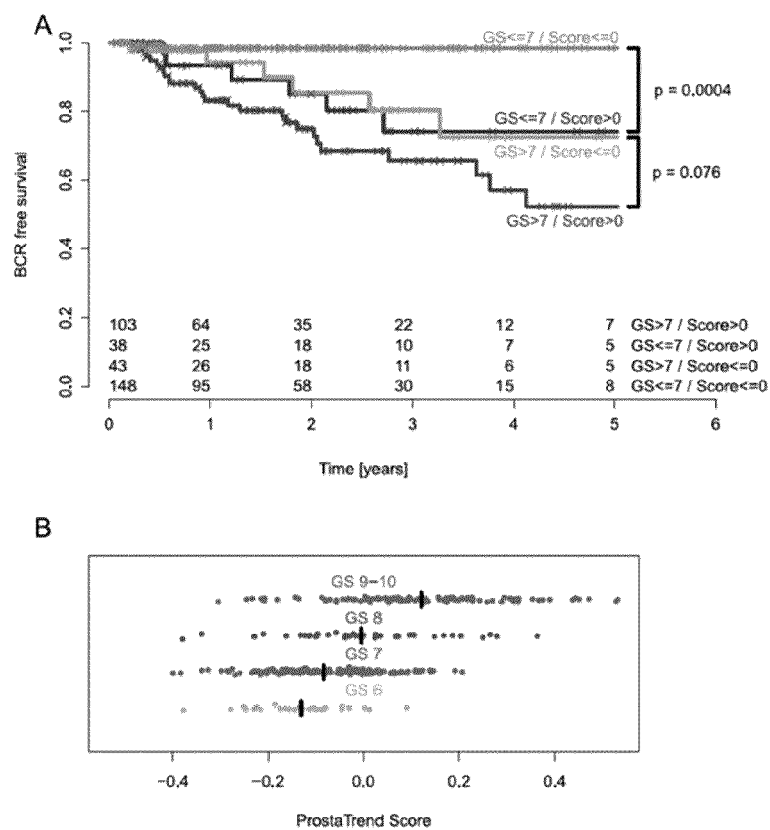 A
BCR free survival
1.0
0.8
0.6
0.4
0.2
0.0
GS<=7 / Score<=0
GS<=7 / Score>0
GS>7 / Score<=0
GS>7 / Score>0
p = 0.0004
p = 0.076
103 64 35 22 12 7 GS>7 / Score>0
38 25 18 10 7 5 GS<=7 / Score>0
43 26 18 11 6 5 GS>7 / Score<=0
148 95 58 30 15 8 GS<=7 / Score<=0
0 1 2 3 4 5 6
Time [years]
B
GS 9−10
GS 8
GS 7
GS 6
−0.4 −0.2 0.0 0.2 0.4
ProstaTrend Score